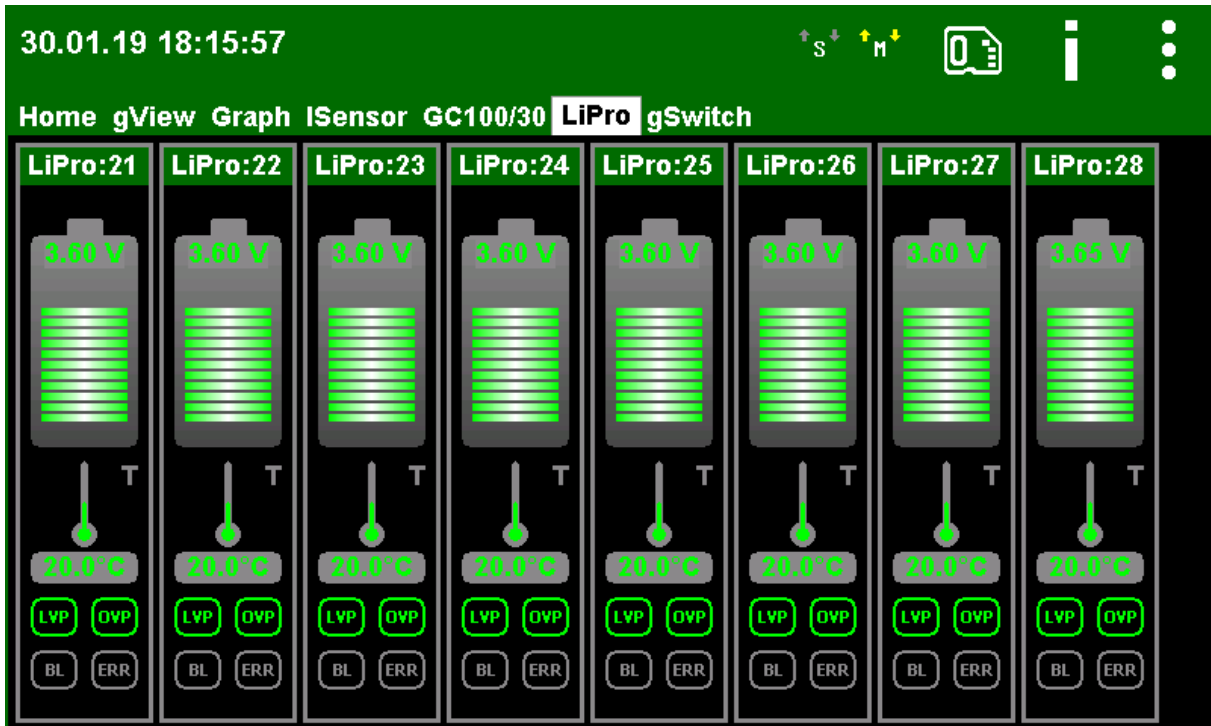 30.01.19 18:15:57 S M 0
Home gView Graph ISensor GC100/30 LiPro gSwitch
LiPro:21 LiPro:22 LiPro:23 LiPro:24 LiPro:25 LiPro:26 LiPro:27 LiPro:28
3.60 V 3.60 V 3.60 V 3.60 V 3.60 V 3.60 V 3.60 V 3.65 V
T T T T T T T T
20.0°C 20.0°C 20.0°C 20.0°C 20.0°C 20.0°C 20.0°C 20.0°C
LVP OVP LVP OVP LVP OVP LVP OVP LVP OVP LVP OVP LVP OVP LVP OVP
BL ERR BL ERR BL ERR BL ERR BL ERR BL ERR BL ERR BL ERR